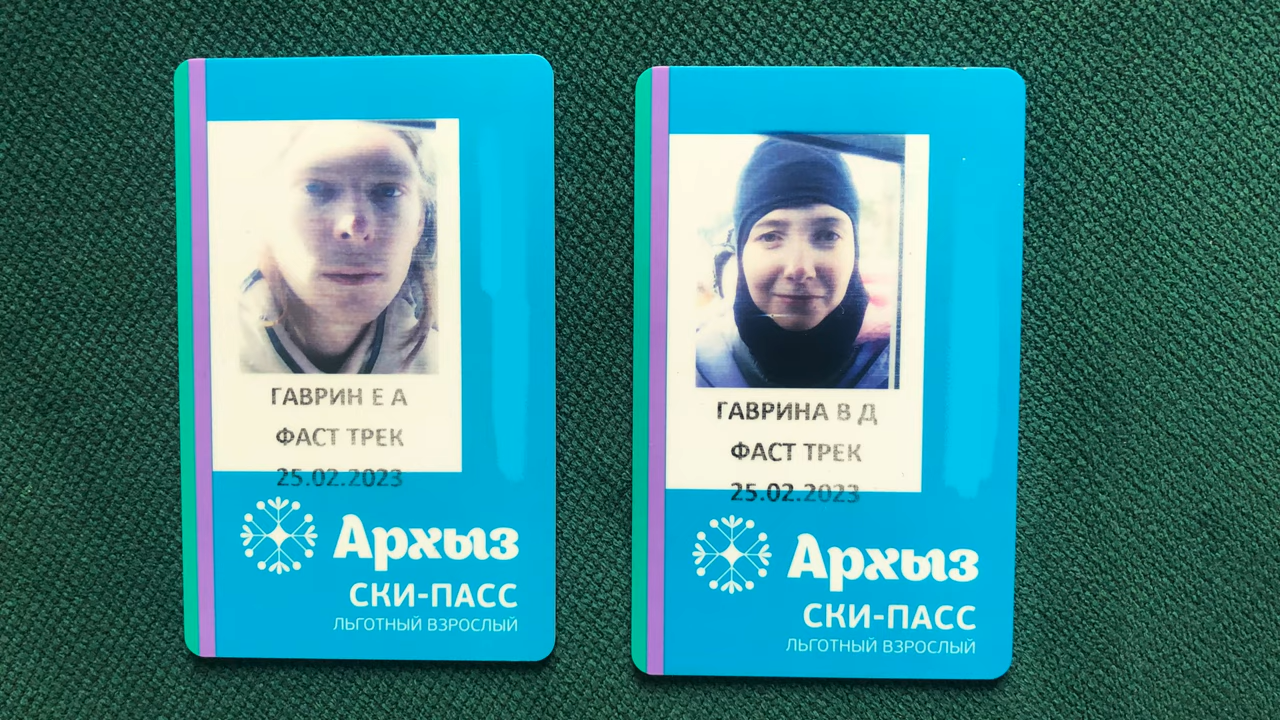 ГАВРИН Е А
ФАСТ ТРЕК
25.02.2023
Архыз
СКИ-ПАСС
ЛЬГОТНЫЙ ВЗРОСЛЫЙ
ГАВРИНА В Д
ФАСТ ТРЕК
25.02.2023
Архыз
СКИ-ПАСС
ЛЬГОТНЫЙ ВЗРОСЛЫЙ